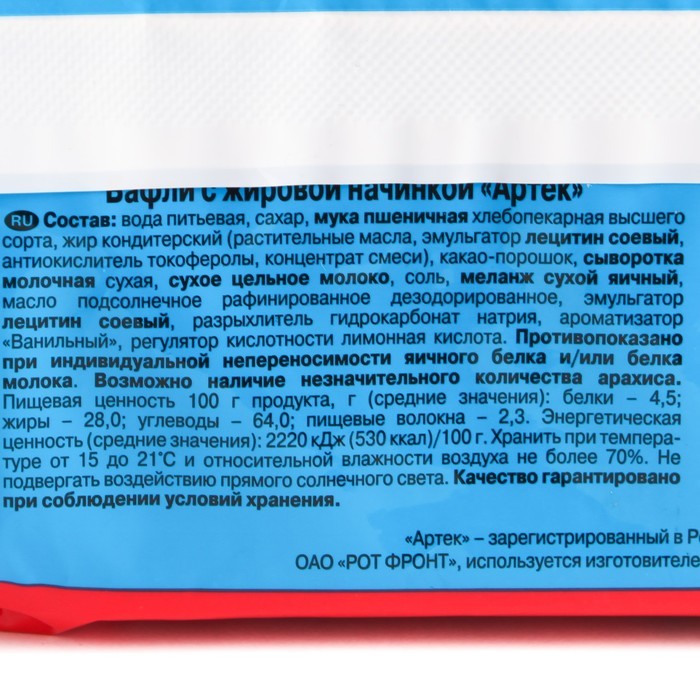 Вафли с жировой начинкой «Артек»
RU Состав: вода питьевая, сахар, мука пшеничная хлебопекарная высшего
сорта, жир кондитерский (растительные масла, эмульгатор лецитин соевый,
антиокислитель токоферолы, концентрат смеси), какао-порошок, сыворотка
молочная сухая, сухое цельное молоко, соль, меланж сухой яичный,
масло подсолнечное рафинированное дезодорированное, эмульгатор
лецитин соевый, разрыхлитель гидрокарбонат натрия, ароматизатор
«Ванильный», регулятор кислотности лимонная кислота. Противопоказано
при индивидуальной непереносимости яичного белка и/или белка
молока. Возможно наличие незначительного количества арахиса.
Пищевая ценность 100 г продукта, г (средние значения): белки – 4,5;
жиры – 28,0; углеводы – 64,0; пищевые волокна – 2,3. Энергетическая
ценность (средние значения): 2220 кДж (530 ккал)/100 г. Хранить при темпера-
туре от 15 до 21°С и относительной влажности воздуха не более 70%. Не
подвергать воздействию прямого солнечного света. Качество гарантировано
при соблюдении условий хранения.
«Артек» – зарегистрированный в
ОАО «РОТ ФРОНТ», используется